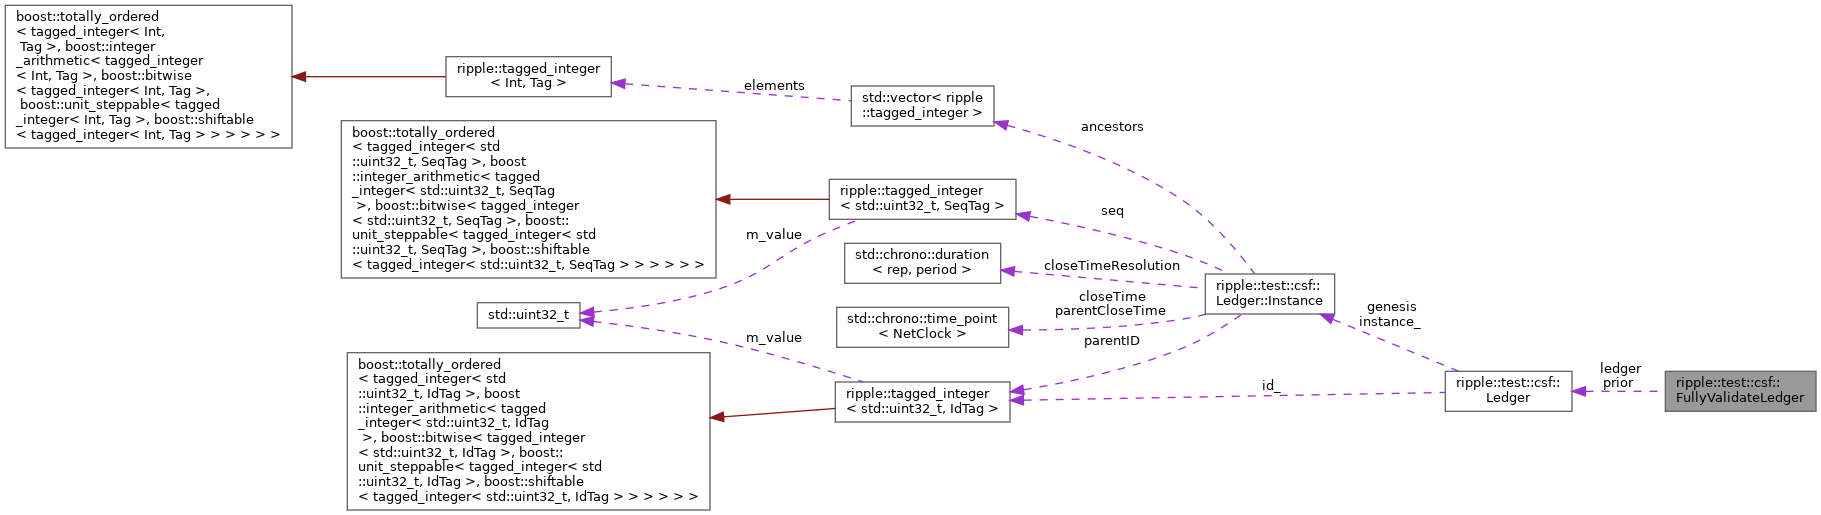 boost::totally_ordered
< tagged_integer< Int,
Tag >, boost::integer
_arithmetic< tagged_integer
< Int, Tag >, boost::bitwise
< tagged_integer< Int, Tag >,
boost::unit_steppable< tagged
_integer< Int, Tag >, boost::shiftable
< tagged_integer< Int, Tag > > > > > >
ripple::tagged_integer
< Int, Tag >
elements
std::vector< ripple
::tagged_integer >
ancestors
boost::totally_ordered
< tagged_integer< std
::uint32_t, SeqTag >, boost
::integer_arithmetic< tagged
_integer< std::uint32_t, SeqTag
>, boost::bitwise< tagged_integer
< std::uint32_t, SeqTag >, boost::
unit_steppable< tagged_integer< std
::uint32_t, SeqTag >, boost::shiftable
< tagged_integer< std::uint32_t, SeqTag > > > > > >
ripple::tagged_integer
< std::uint32_t, SeqTag >
seq
m_value
std::chrono::duration
< rep, period >
closeTimeResolution
ripple::test::csf::
Ledger::Instance
std::uint32_t
std::chrono::time_point
< NetClock >
closeTime
parentCloseTime
genesis
instance_
m_value
parentID
boost::totally_ordered
< tagged_integer< std
::uint32_t, IdTag >, boost
::integer_arithmetic< tagged
_integer< std::uint32_t, IdTag
>, boost::bitwise< tagged_integer
< std::uint32_t, IdTag >, boost::
unit_steppable< tagged_integer< std
::uint32_t, IdTag >, boost::shiftable
< tagged_integer< std::uint32_t, IdTag > > > > > >
ripple::tagged_integer
< std::uint32_t, IdTag >
id_
ripple::test::csf::
Ledger
ledger
prior
ripple::test::csf::
FullyValidateLedger